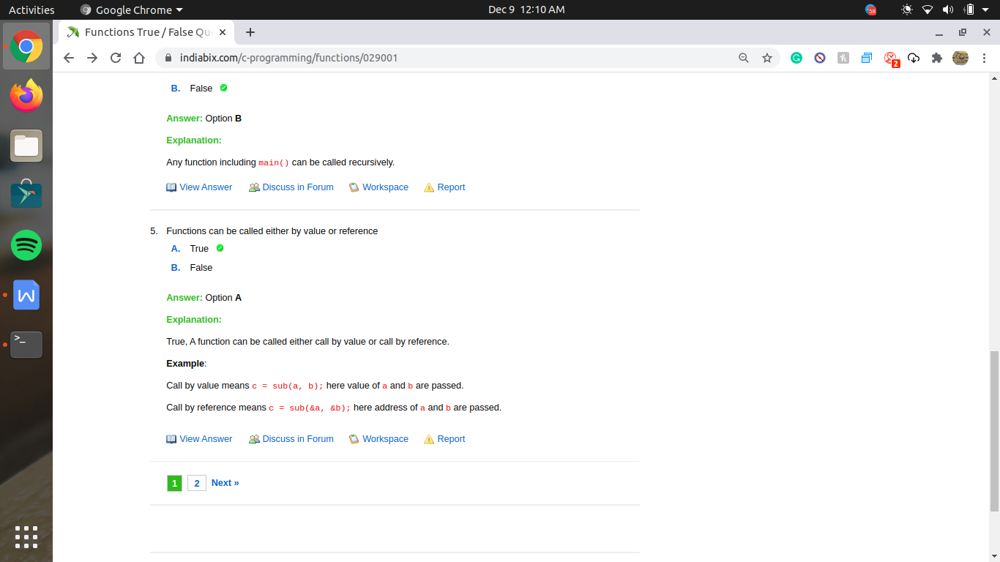 Activities Google Chrome Dec 9 12:10 AM 58
Functions True / False Qu
indiabix.com/c-programming/functions/029001 2
B. False
Answer: Option B
Explanation:
Any function including main() can be called recursively.
View Answer Discuss in Forum Workspace Report
5. Functions can be called either by value or reference
A. True
B. False
Answer: Option A
Explanation:
True, A function can be called either call by value or call by reference.
Example:
Call by value means c = sub(a, b); here value of a and b are passed.
Call by reference means c = sub(&a, &b); here address of a and b are passed.
View Answer Discuss in Forum Workspace Report
1 2 Next »